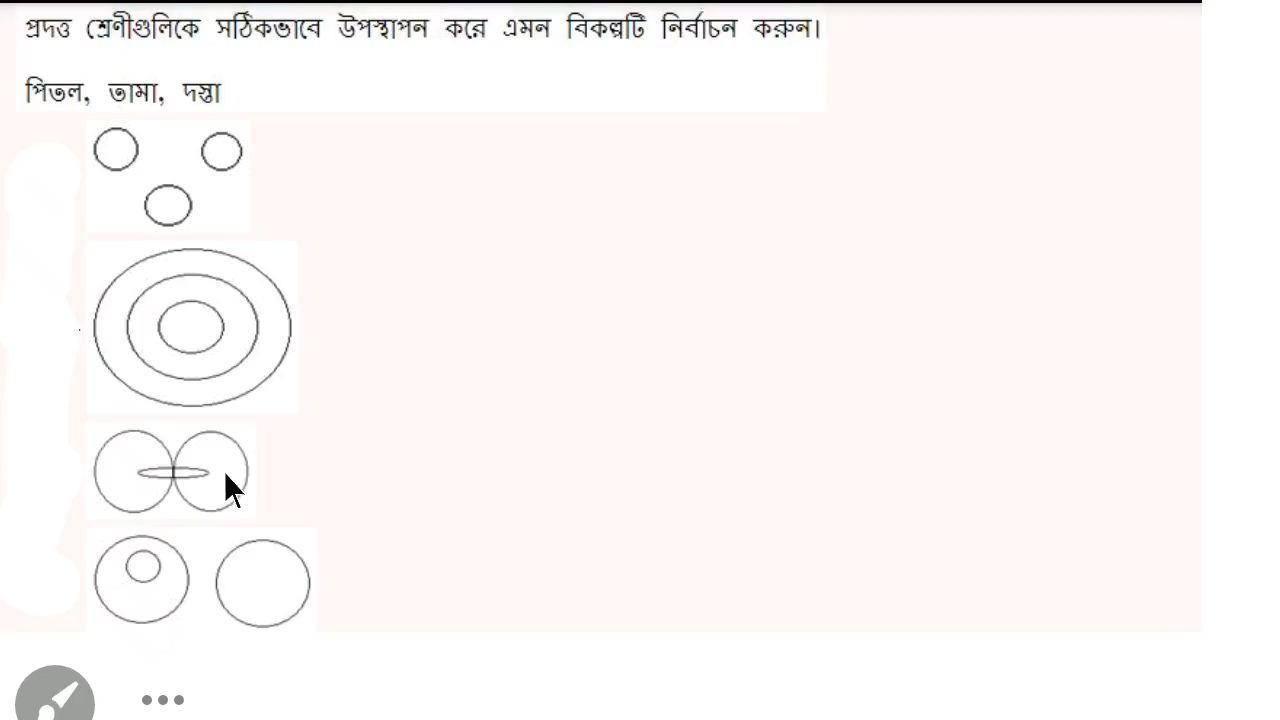 প্রদত্ত শ্রেণীগুলিকে সঠিকভাবে উপস্থাপন করে এমন বিকল্পটি নির্বাচন করুন।
পিতল, তামা, দস্তা